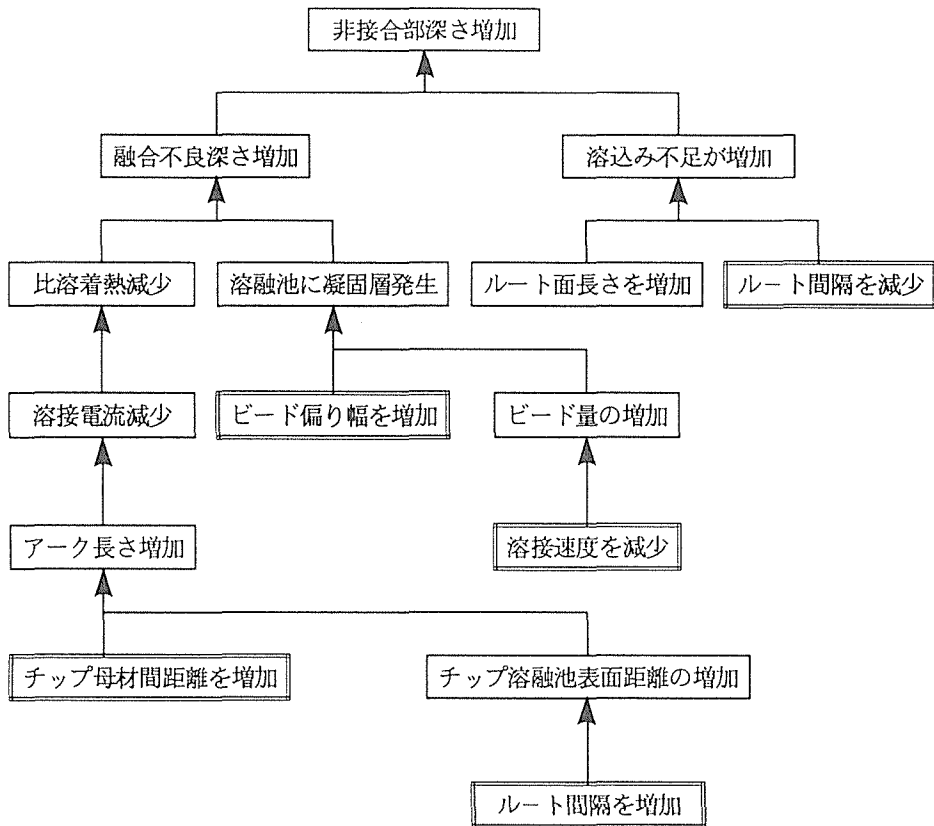 非接合部深さ増加
融合不良深さ増加
溶込み不足が増加
比溶着熱減少
溶融池に凝固層発生
ルート面長さを増加
ルート間隔を減少
溶接電流減少
ビード偏り幅を増加
ビード量の増加
アーク長さ増加
溶接速度を減少
チップ母材間距離を増加
チップ溶融池表面距離の増加
ルート間隔を増加